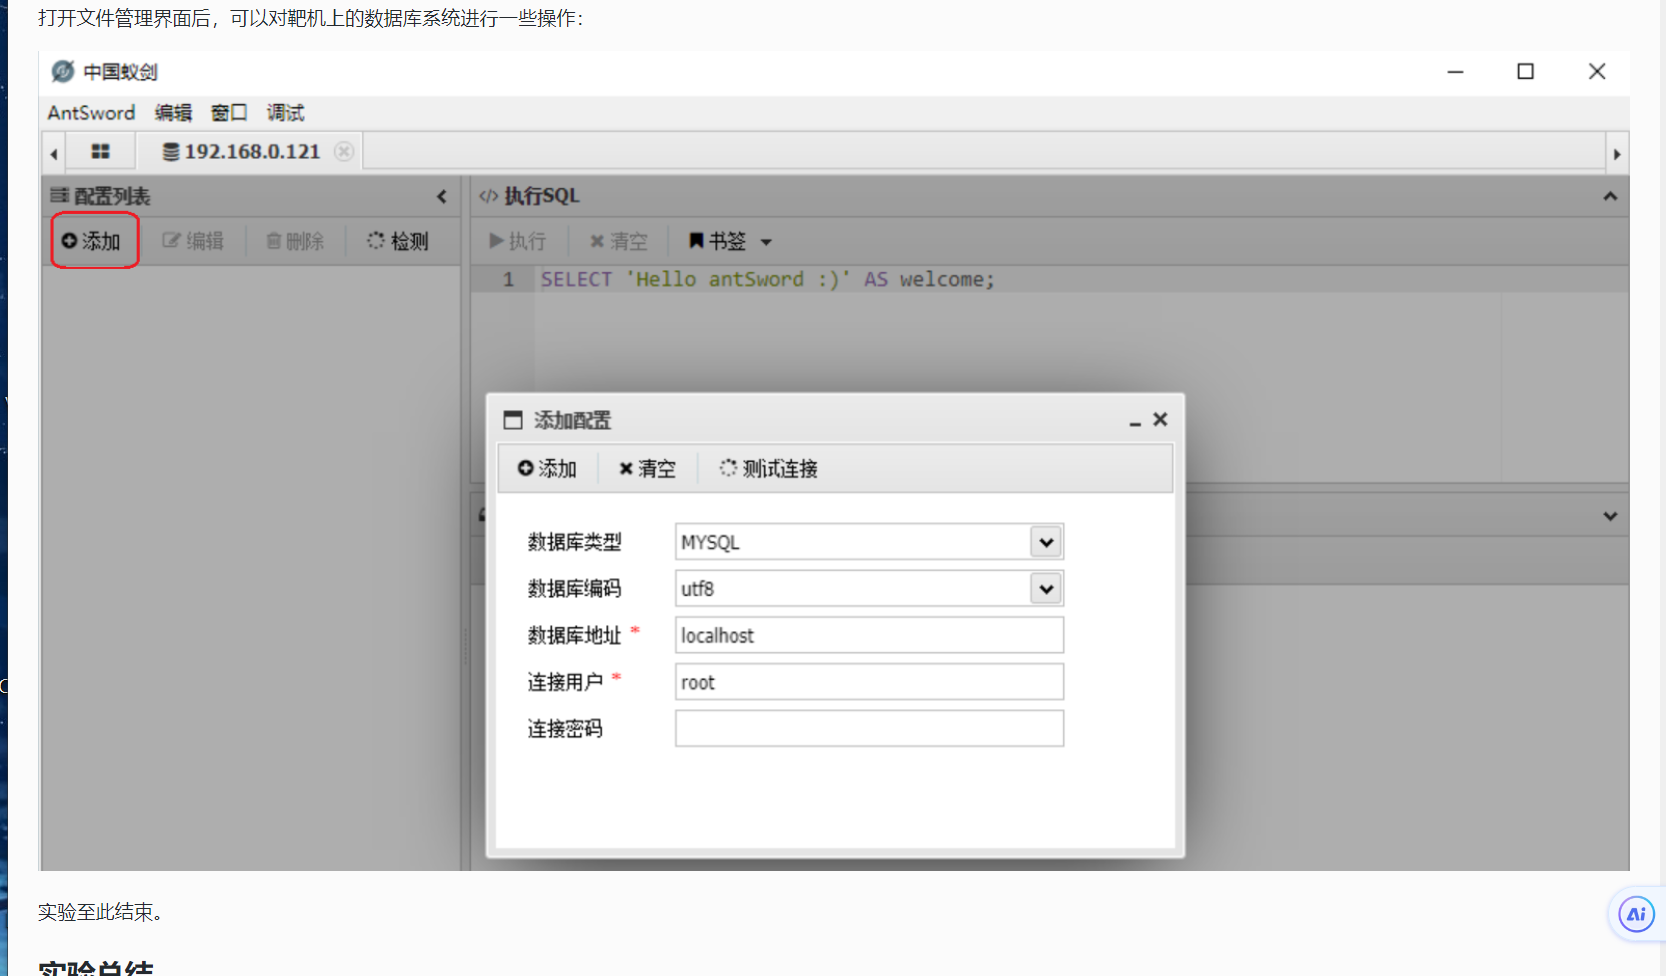 打开文件管理界面后，可以对靶机上的数据库系统进行一些操作：
中国蚁剑
AntSword 编辑 窗口 调试
192.168.0.121
配置列表
执行SQL
添加 编辑 删除 检测
执行 清空 书签
1 SELECT 'Hello antSword :)' AS welcome;
添加配置
添加 清空 测试连接
数据库类型 MYSQL
数据库编码 utf8
数据库地址 * localhost
连接用户 * root
连接密码
实验至此结束。
Ai
实验总结